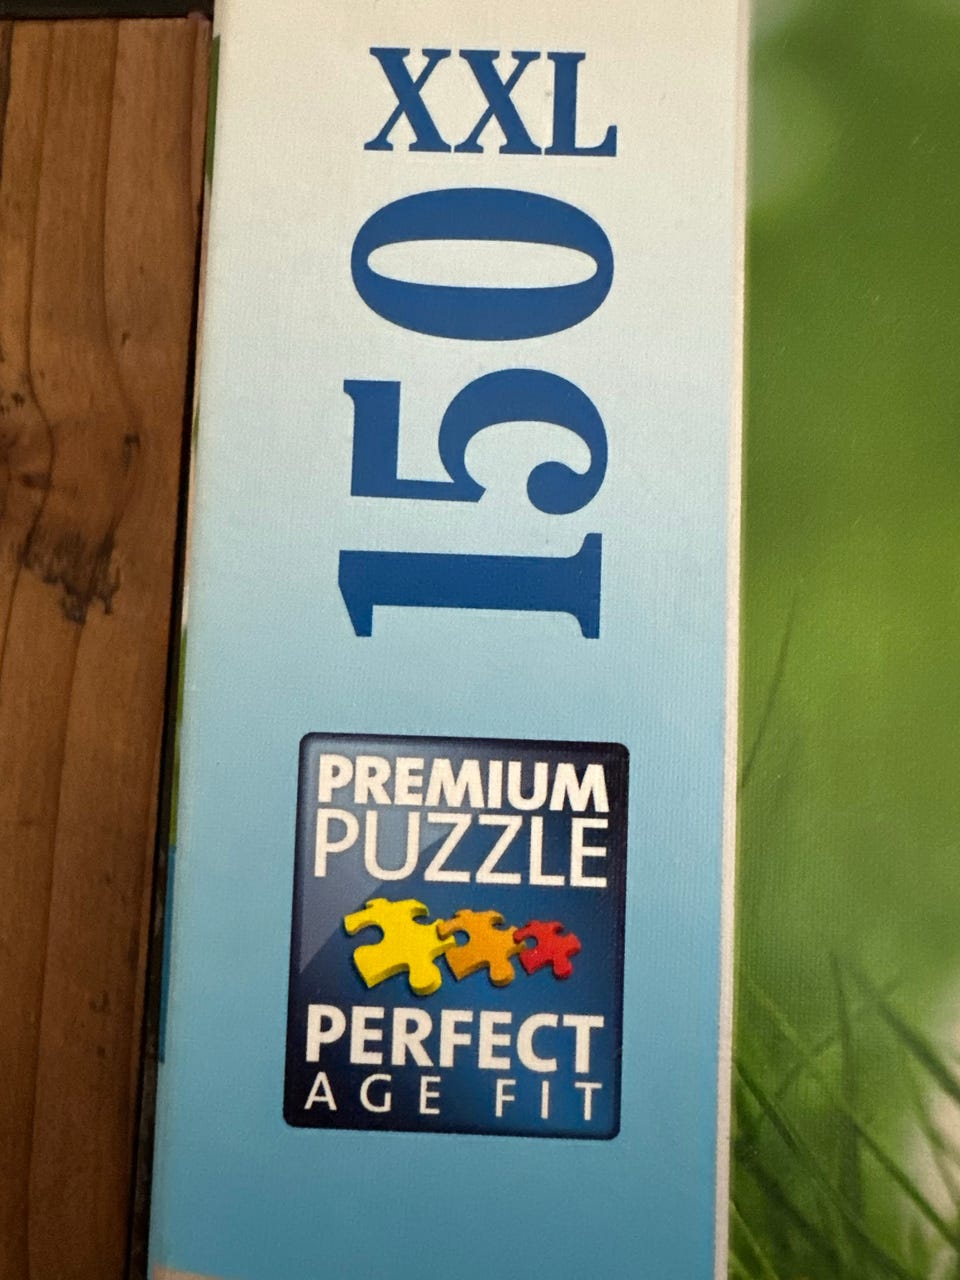 XXL
150
PREMIUM
PUZZLE
PERFECT
AGE FIT